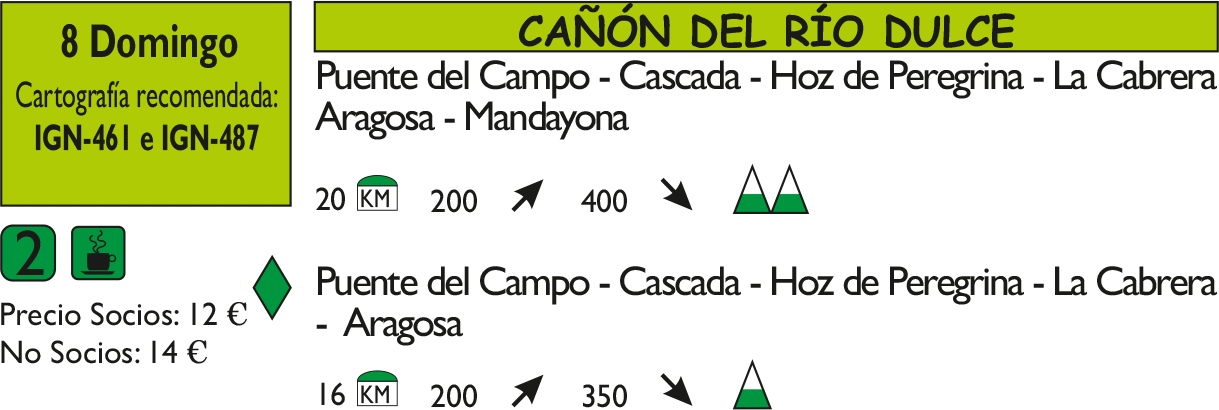 8 Domingo
Cartografía recomendada:
IGN-461 e IGN-487
2
Precio Socios: 12 €
No Socios: 14 €
CAÑÓN DEL RÍO DULCE
Puente del Campo - Cascada - Hoz de Peregrina - La Cabrera
Aragosa - Mandayona
20 KM 200 400
Puente del Campo - Cascada - Hoz de Peregrina - La Cabrera
- Aragosa
16 KM 200 350